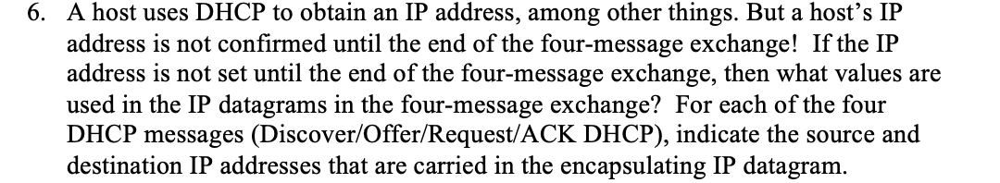 6. A host uses DHCP to obtain an IP address, among other things. But a host’s IP
address is not confirmed until the end of the four-message exchange! If the IP
address is not set until the end of the four-message exchange, then what values are
used in the IP datagrams in the four-message exchange? For each of the four
DHCP messages (Discover/Offer/Request/ACK DHCP), indicate the source and
destination IP addresses that are carried in the encapsulating IP datagram.